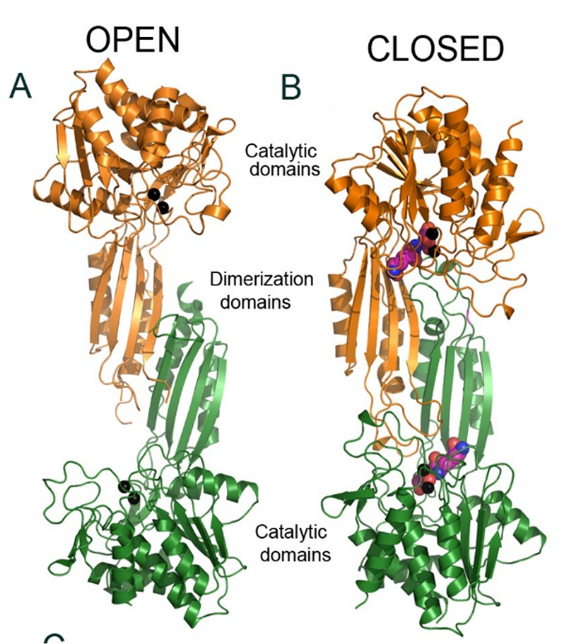 OPEN
CLOSED
A
B
Catalytic
domains
Dimerization
domains
Catalytic
domains